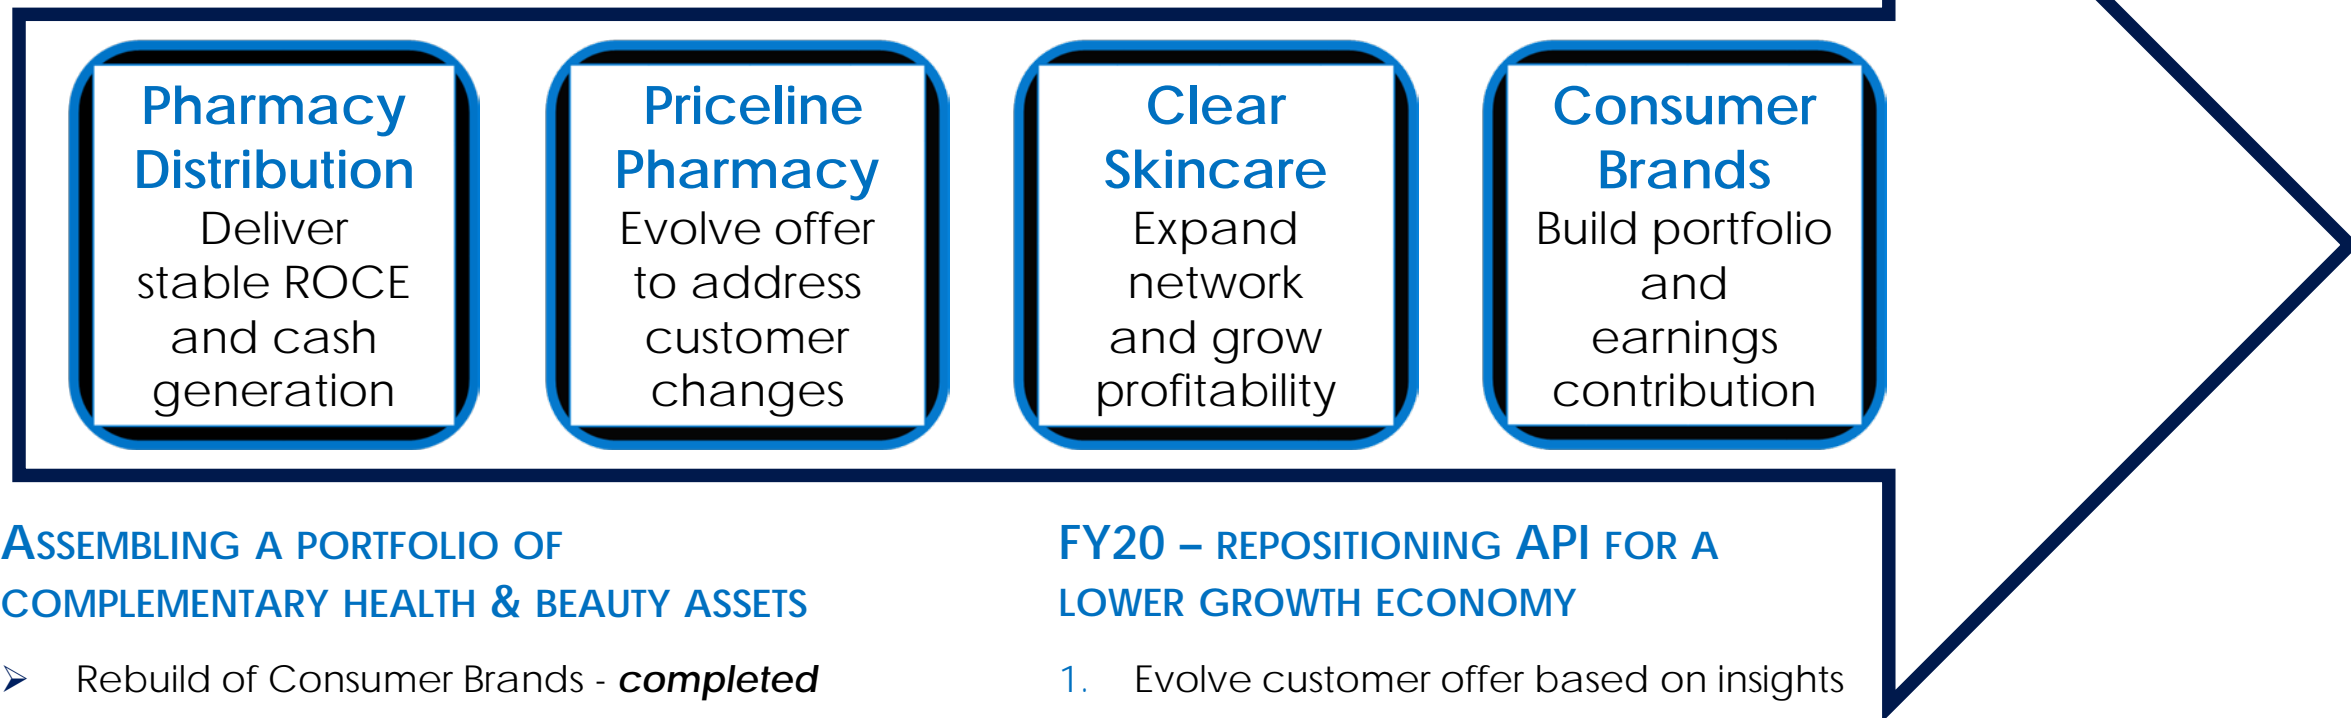 Pharmacy
Distribution
Deliver
stable ROCE
and cash
generation
Priceline
Pharmacy
Evolve offer
to address
customer
changes
Clear
Skincare
Expand
network
and grow
profitability
Consumer
Brands
Build portfolio
and
earnings
contribution
ASSEMBLING A PORTFOLIO OF
COMPLEMENTARY HEALTH & BEAUTY ASSETS
➢ Rebuild of Consumer Brands - completed
FY20 – REPOSITIONING API FOR A
LOWER GROWTH ECONOMY
1. Evolve customer offer based on insights